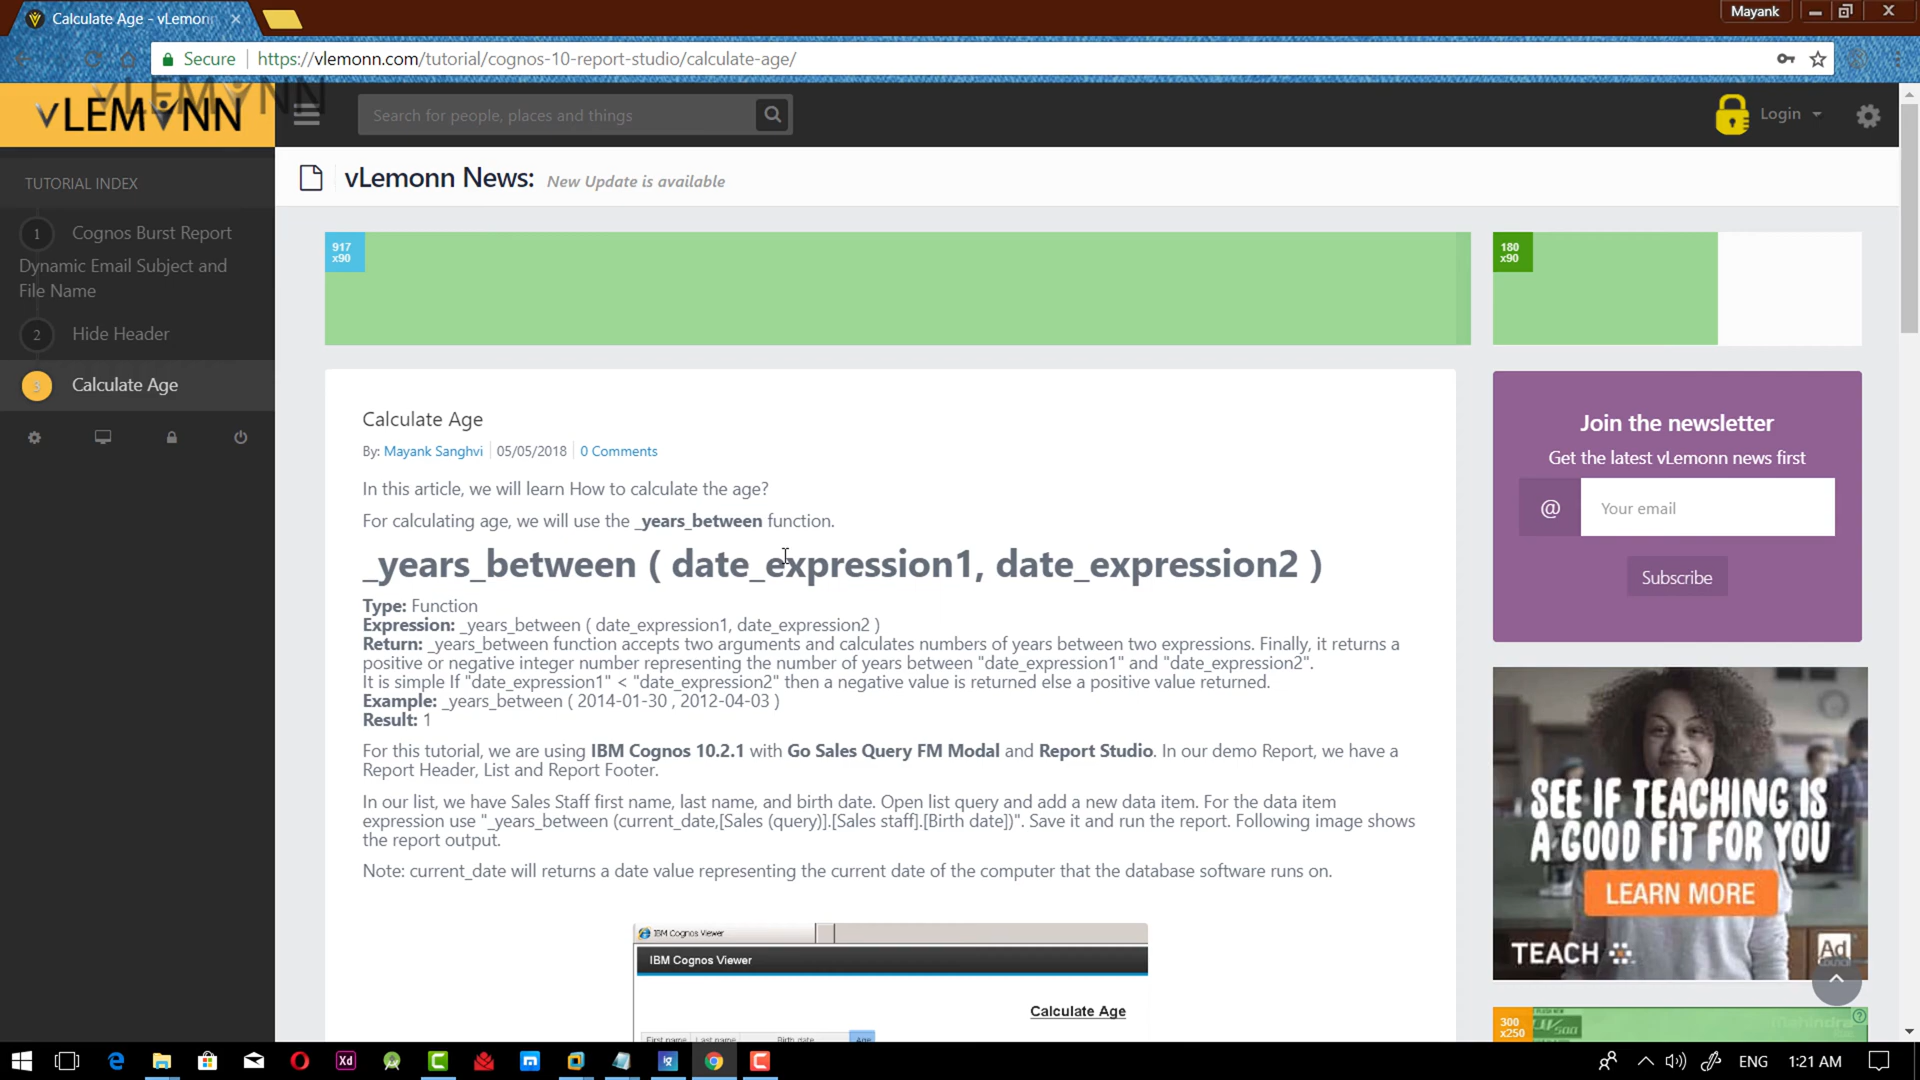 Calculate Age - vLemon
Mayank
Secure
https://vlemonn.com/tutorial/cognos-10-report-studio/calculate-age/
vLEMONN
VLEMONN
Search for people, places and things
Login
TUTORIAL INDEX
vLemonn News: New Update is available
1 Cognos Burst Report
Dynamic Email Subject and
File Name
2 Hide Header
3 Calculate Age
917
x90
180
x90
Calculate Age
By: Mayank Sanghvi 05/05/2018 0 Comments
In this article, we will learn How to calculate the age?
For calculating age, we will use the _years_between function.
_years_between ( date_expression1, date_expression2 )
Type: Function
Expression: _years_between ( date_expression1, date_expression2 )
Return: _years_between function accepts two arguments and calculates numbers of years between two expressions. Finally, it returns a
positive or negative integer number representing the number of years between "date_expression1" and "date_expression2".
It is simple If "date_expression1" < "date_expression2" then a negative value is returned else a positive value returned.
Example: _years_between ( 2014-01-30 , 2012-04-03 )
Result: 1
For this tutorial, we are using IBM Cognos 10.2.1 with Go Sales Query FM Modal and Report Studio. In our demo Report, we have a
Report Header, List and Report Footer.
In our list, we have Sales Staff first name, last name, and birth date. Open list query and add a new data item. For the data item
expression use "_years_between (current_date,[Sales (query)].[Sales staff].[Birth date])". Save it and run the report. Following image shows
the report output.
Note: current_date will returns a date value representing the current date of the computer that the database software runs on.
IBM Cognos Viewer
IBM Cognos Viewer
Calculate Age
First name Last name Birth date Age
Join the newsletter
Get the latest vLemonn news first
@ Your email
Subscribe
SEE IF TEACHING IS
A GOOD FIT FOR YOU
LEARN MORE
TEACH
Ad
300
x250
Xd
ENG
1:21 AM